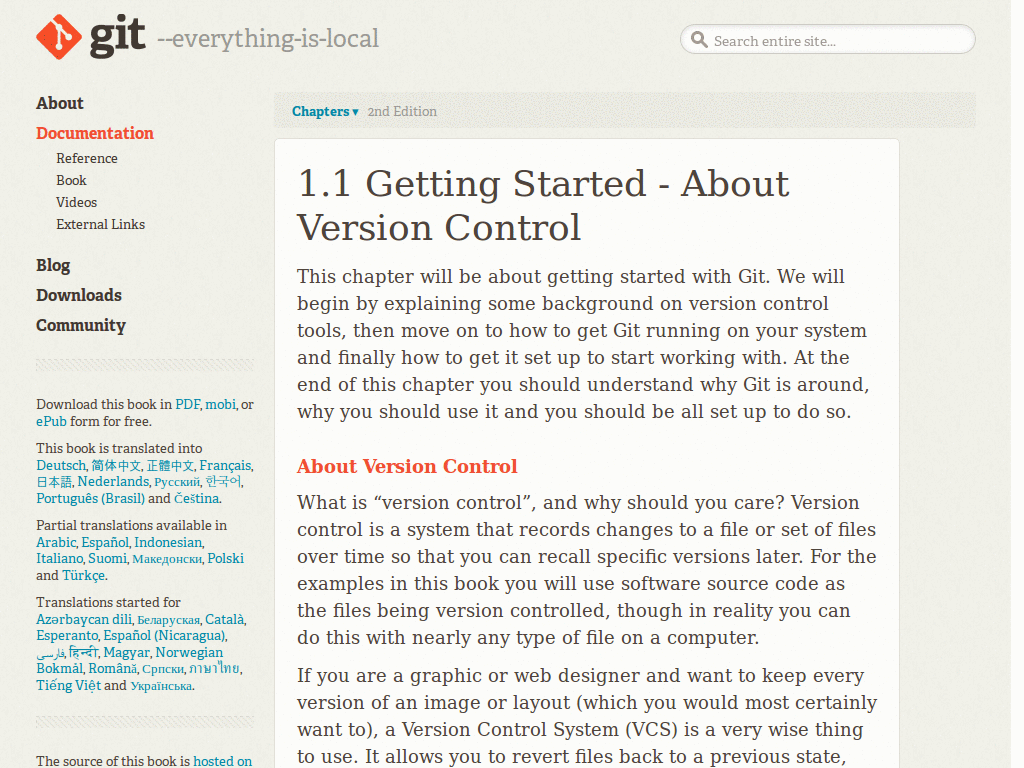 git --everything-is-local
Search entire site...
About
Documentation
Reference
Book
Videos
External Links
Blog
Downloads
Community
Download this book in PDF, mobi, or
ePub form for free.
This book is translated into
Deutsch, 简体中文, 正體中文, Français,
日本語, Nederlands, Русский, 한국어,
Português (Brasil) and Čeština.
Partial translations available in
Arabic, Español, Indonesian,
Italiano, Suomi, Македонски, Polski
and Türkçe.
Translations started for
Azərbaycan dili, Беларуская, Català,
Esperanto, Español (Nicaragua),
فارسی, हिन्दी, Magyar, Norwegian
Bokmål, Română, Српски, ภาษาไทย,
Tiếng Việt and Українська.
The source of this book is hosted on
Chapters ▾ 2nd Edition
1.1 Getting Started - About
Version Control
This chapter will be about getting started with Git. We will
begin by explaining some background on version control
tools, then move on to how to get Git running on your system
and finally how to get it set up to start working with. At the
end of this chapter you should understand why Git is around,
why you should use it and you should be all set up to do so.
About Version Control
What is “version control”, and why should you care? Version
control is a system that records changes to a file or set of files
over time so that you can recall specific versions later. For the
examples in this book you will use software source code as
the files being version controlled, though in reality you can
do this with nearly any type of file on a computer.
If you are a graphic or web designer and want to keep every
version of an image or layout (which you would most certainly
want to), a Version Control System (VCS) is a very wise thing
to use. It allows you to revert files back to a previous state,